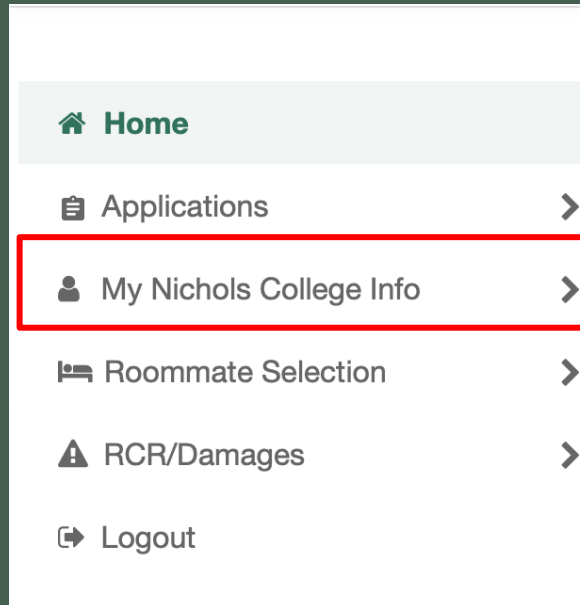 Home
Applications
My Nichols College Info
Roommate Selection
RCR/Damages
Logout